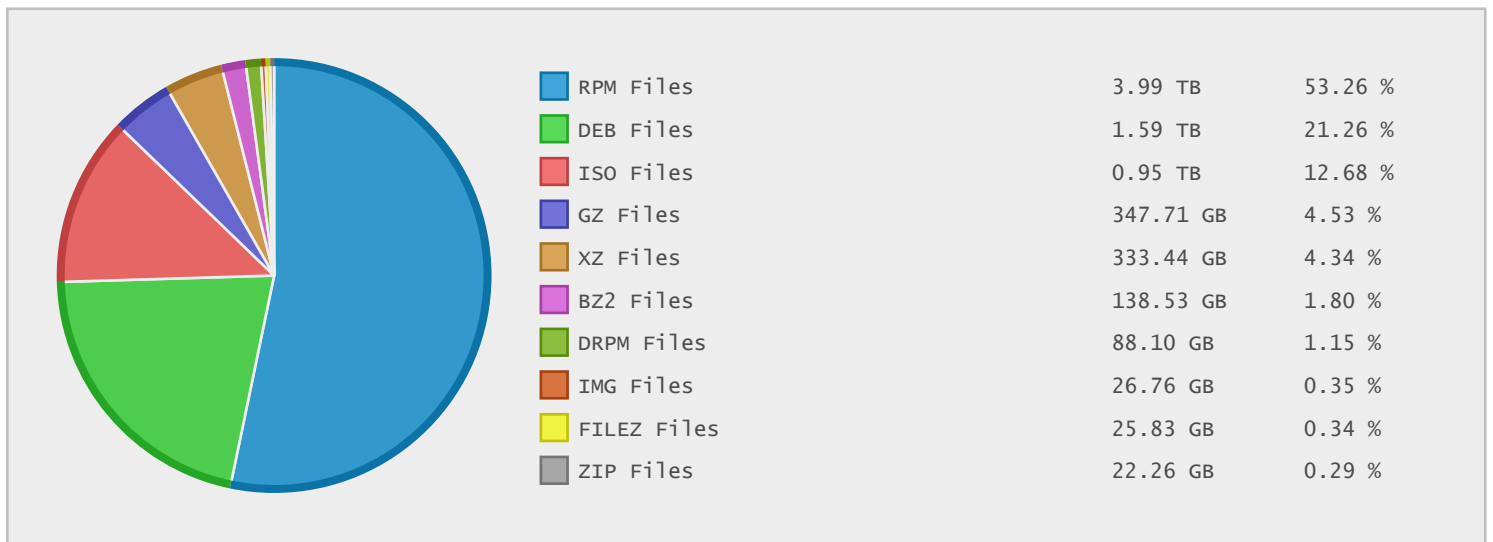 RPM Files 3.99 TB 53.26 %
DEB Files 1.59 TB 21.26 %
ISO Files 0.95 TB 12.68 %
GZ Files 347.71 GB 4.53 %
XZ Files 333.44 GB 4.34 %
BZ2 Files 138.53 GB 1.80 %
DRPM Files 88.10 GB 1.15 %
IMG Files 26.76 GB 0.35 %
FILEZ Files 25.83 GB 0.34 %
ZIP Files 22.26 GB 0.29 %